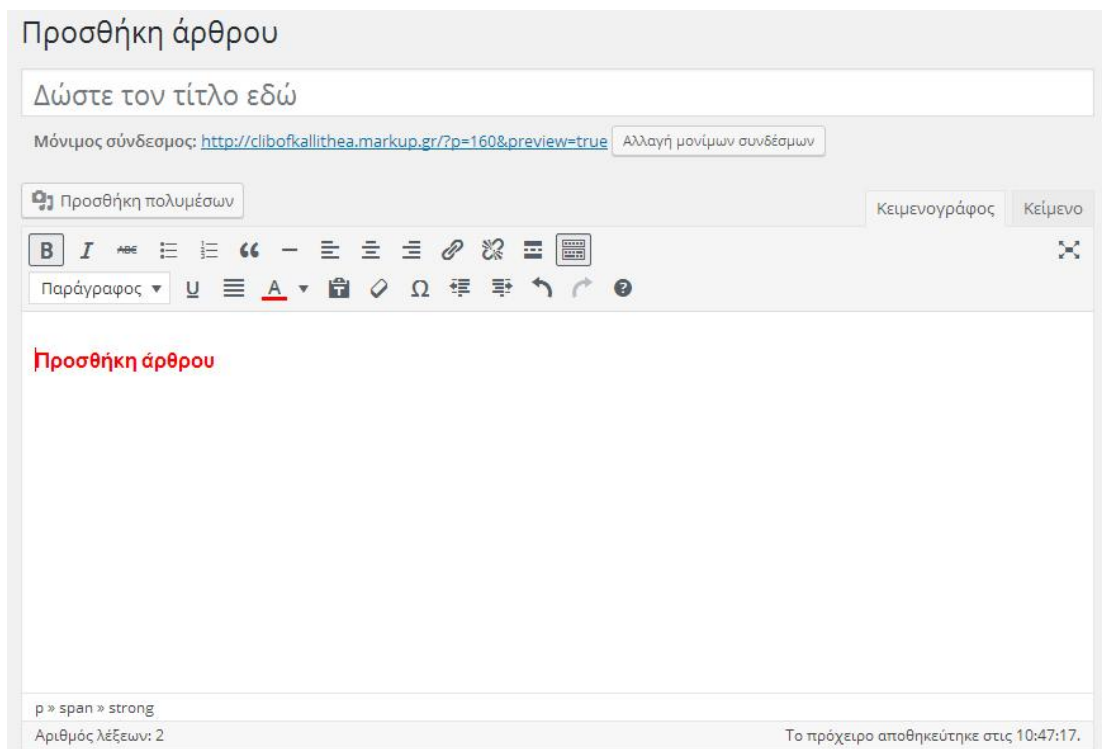 Προσθήκη άρθρου
Δώστε τον τίτλο εδώ
Μόνιμος σύνδεσμος: http://clibofkallithea.markup.gr/?p=160&preview=true Αλλαγή μονίμων συνδέσμων
Προσθήκη πολυμέσων
Κειμενογράφος Κείμενο
B I ABE
Παράγραφος U A Ω
Προσθήκη άρθρου
p » span » strong
Αριθμός λέξεων: 2 Το πρόχειρο αποθηκεύτηκε στις 10:47:17.